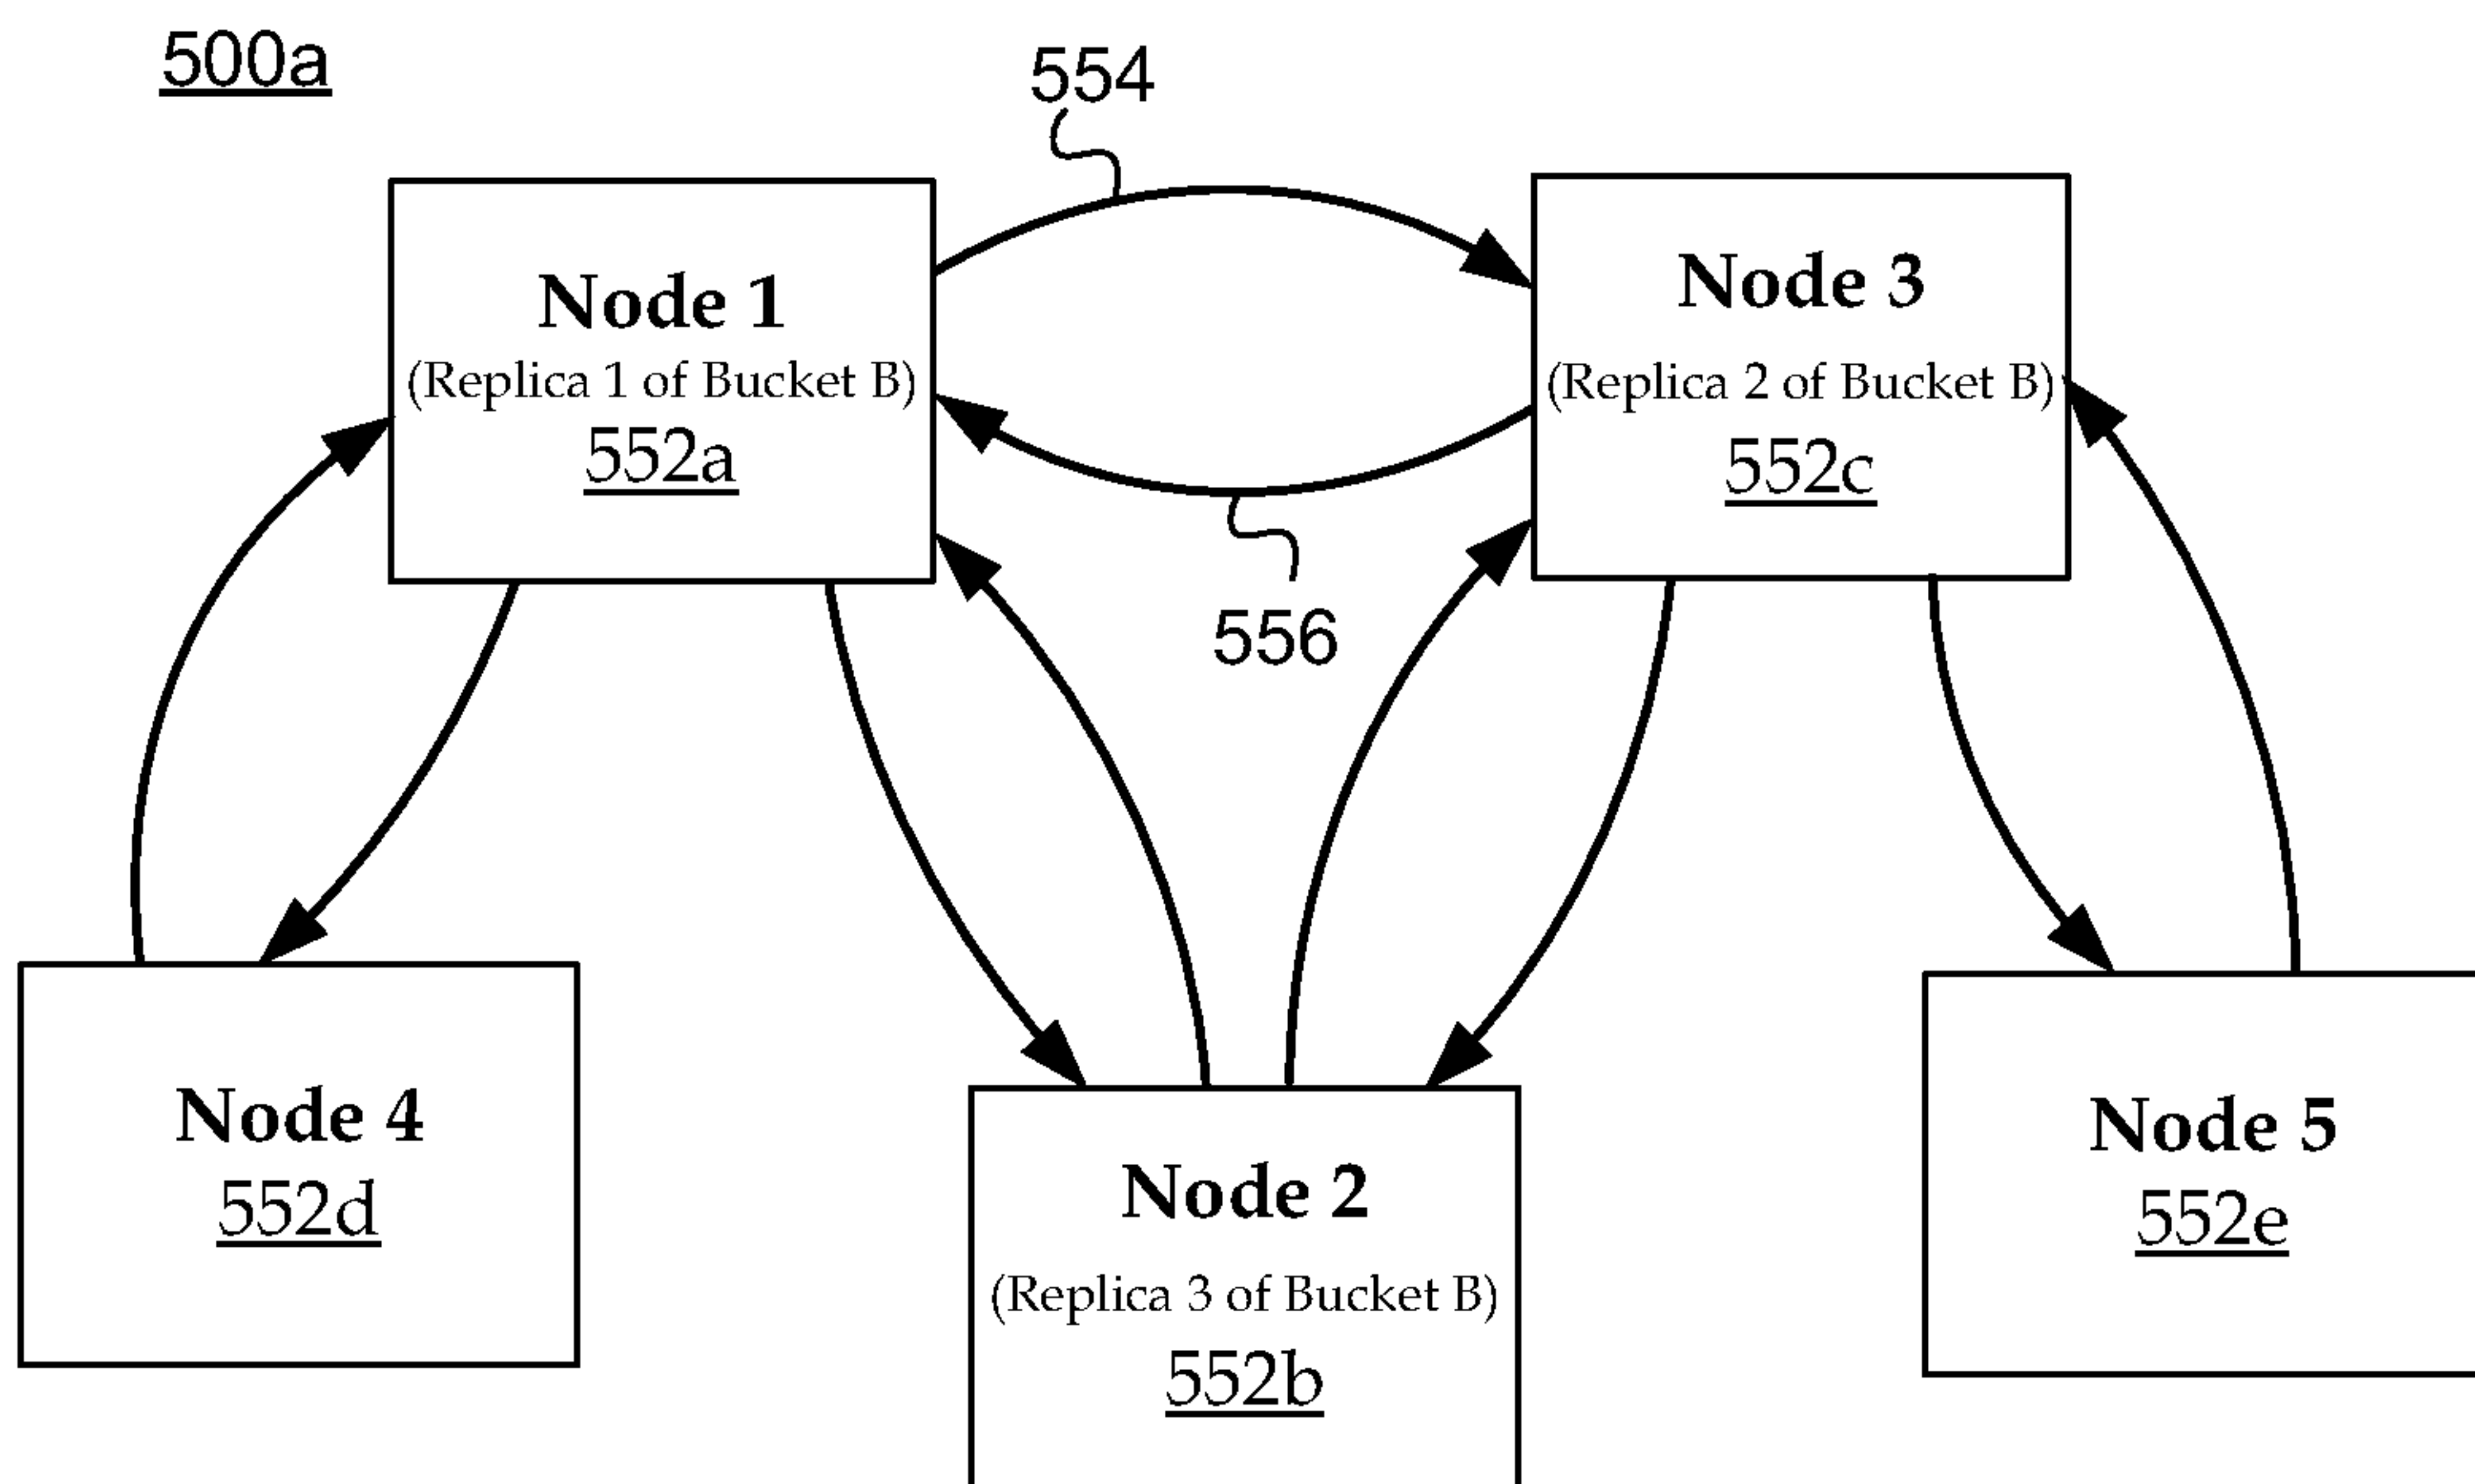 500a
554
Node 1
(Replica 1 of Bucket B)
552a
Node 3
(Replica 2 of Bucket B)
552c
556
Node 4
552d
Node 2
(Replica 3 of Bucket B)
552b
Node 5
552e